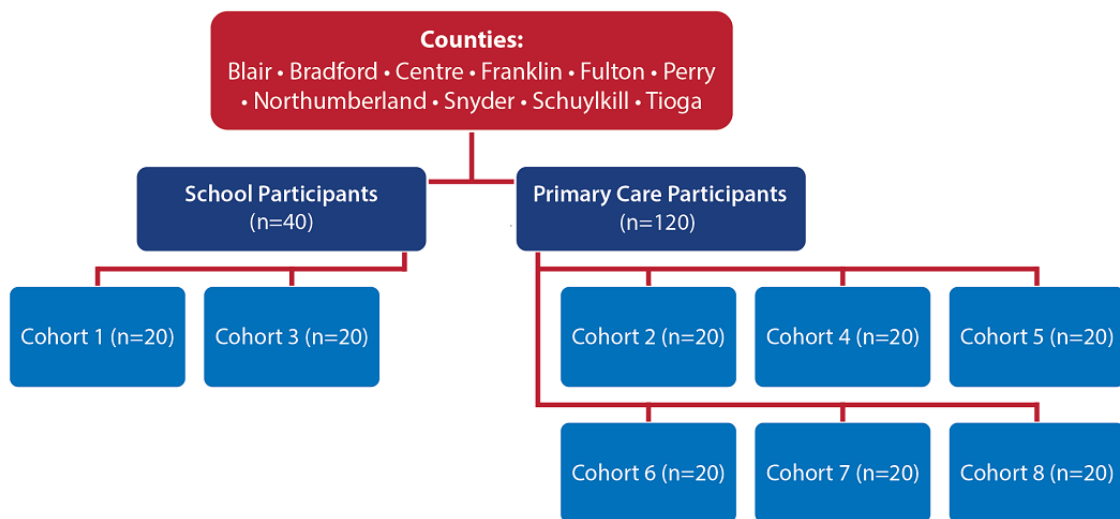 Counties:
Blair • Bradford • Centre • Franklin • Fulton • Perry
• Northumberland • Snyder • Schuylkill • Tioga
School Participants
(n=40)
Primary Care Participants
(n=120)
Cohort 1 (n=20)
Cohort 3 (n=20)
Cohort 2 (n=20)
Cohort 4 (n=20)
Cohort 5 (n=20)
Cohort 6 (n=20)
Cohort 7 (n=20)
Cohort 8 (n=20)